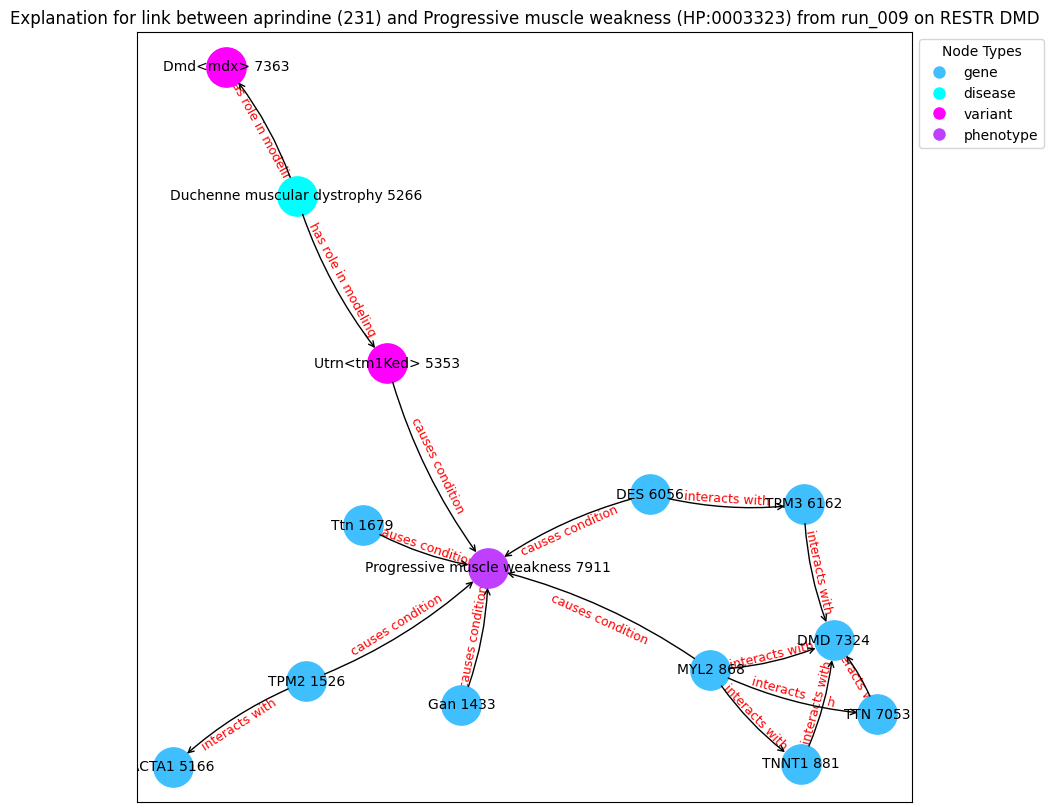 Explanation for link between aprindine (231) and Progressive muscle weakness (HP:0003323) from run_009 on RESTR DMD
Node Types
gene
disease
variant
phenotype
Dmd<mdx> 7363
has role in modeling
Duchenne muscular dystrophy 5266
has role in modeling
Utrn<tm1Ked> 5353
causes condition
DES 6056
interacts with
TPM3 6162
causes condition
Ttn 1679
causes condition
Progressive muscle weakness 7911
interacts with
causes condition
causes condition
causes condition
DMD 7324
interacts with
MYL2 868
interacts with
interacts with
interacts with
TPM2 1526
Gan 1433
interacts with
TTN 7053
interacts with
CTA1 5166
TNNT1 881